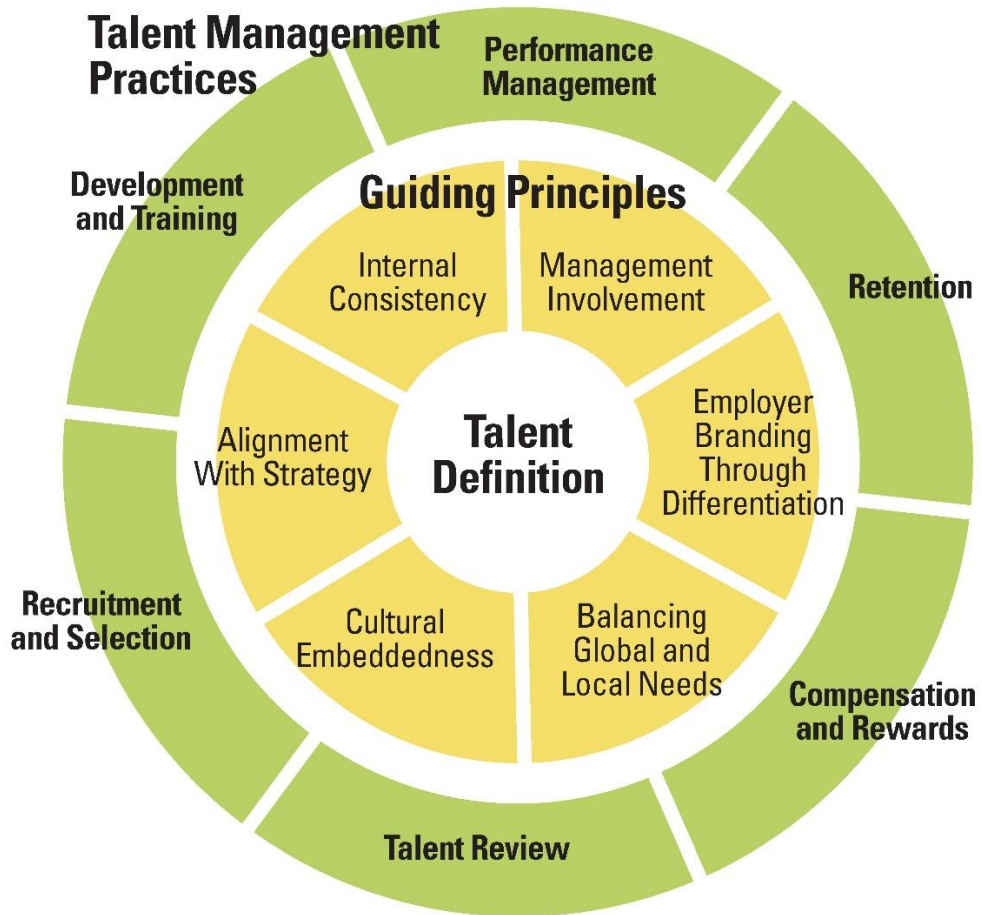 Talent Management
Practices
Performance
Management
Development
and Training
Retention
Guiding Principles
Internal
Consistency
Management
Involvement
Employer
Branding
Through
Differentiation
Alignment
With Strategy
Talent
Definition
Recruitment
and Selection
Cultural
Embeddedness
Balancing
Global and
Local Needs
Compensation
and Rewards
Talent Review